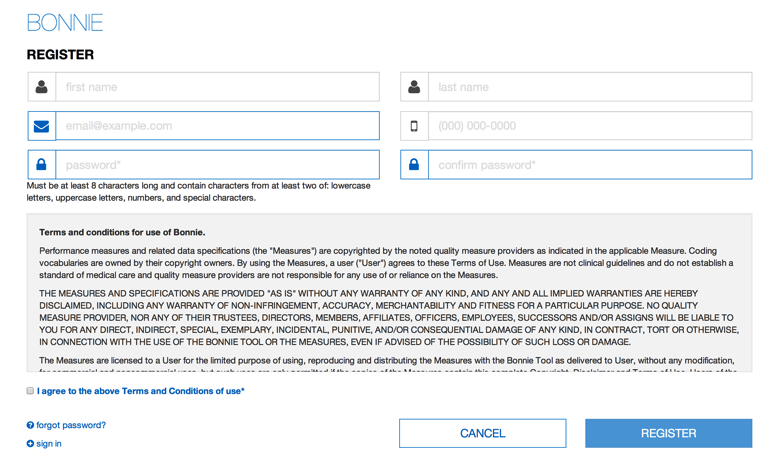 BONNIE
REGISTER
first name
last name
email@example.com
(000) 000-0000
password*
confirm password*
Must be at least 8 characters long and contain characters from at least two of: lowercase
letters, uppercase letters, numbers, and special characters.
Terms and conditions for use of Bonnie.
Performance measures and related data specifications (the "Measures") are copyrighted by the noted quality measure providers as indicated in the applicable Measure. Coding
vocabularies are owned by their copyright owners. By using the Measures, a user ("User") agrees to these Terms of Use. Measures are not clinical guidelines and do not establish a
standard of medical care and quality measure providers are not responsible for any use of or reliance on the Measures.
THE MEASURES AND SPECIFICATIONS ARE PROVIDED "AS IS" WITHOUT ANY WARRANTY OF ANY KIND, AND ANY AND ALL IMPLIED WARRANTIES ARE HEREBY
DISCLAIMED, INCLUDING ANY WARRANTY OF NON-INFRINGEMENT, ACCURACY, MERCHANTABILITY AND FITNESS FOR A PARTICULAR PURPOSE. NO QUALITY
MEASURE PROVIDER, NOR ANY OF THEIR TRUSTEES, DIRECTORS, MEMBERS, AFFILIATES, OFFICERS, EMPLOYEES, SUCCESSORS AND/OR ASSIGNS WILL BE LIABLE TO
YOU FOR ANY DIRECT, INDIRECT, SPECIAL, EXEMPLARY, INCIDENTAL, PUNITIVE, AND/OR CONSEQUENTIAL DAMAGE OF ANY KIND, IN CONTRACT, TORT OR OTHERWISE,
IN CONNECTION WITH THE USE OF THE BONNIE TOOL OR THE MEASURES, EVEN IF ADVISED OF THE POSSIBILITY OF SUCH LOSS OR DAMAGE.
The Measures are licensed to a User for the limited purpose of using, reproducing and distributing the Measures with the Bonnie Tool as delivered to User, without any modification,
I agree to the above Terms and Conditions of use*
forgot password?
sign in
CANCEL
REGISTER